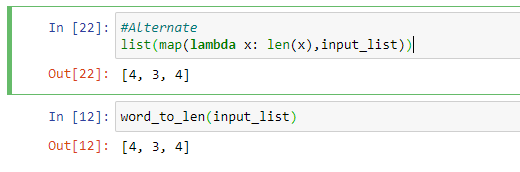 In [22]: #Alternate
list(map(lambda x: len(x),input_list))
Out[22]: [4, 3, 4]
In [12]: word_to_len(input_list)
Out[12]: [4, 3, 4]